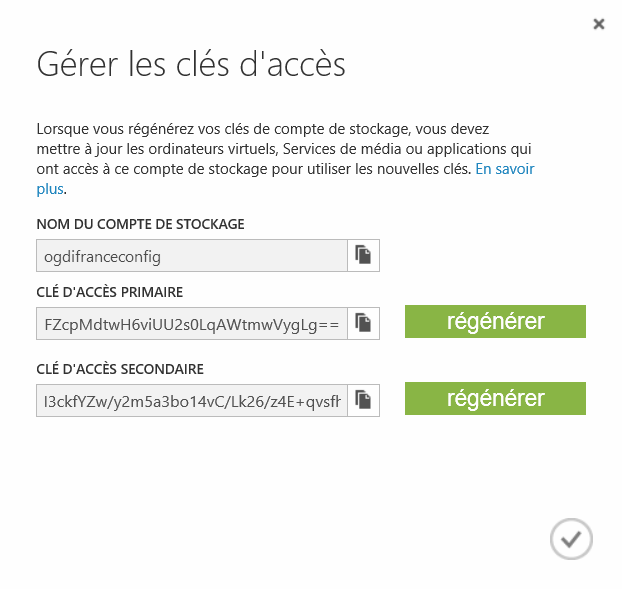 Gérer les clés d'accès
Lorsque vous régénérez vos clés de compte de stockage, vous devez
mettre à jour les ordinateurs virtuels, Services de média ou applications qui
ont accès à ce compte de stockage pour utiliser les nouvelles clés. En savoir
plus.
NOM DU COMPTE DE STOCKAGE
ogdifranceconfig
CLÉ D'ACCÈS PRIMAIRE
FZcpMdtwH6viUU2s0LqAWtmwVygLg==
régénérer
CLÉ D'ACCÈS SECONDAIRE
I3ckfYZw/y2m5a3bo14vC/Lk26/z4E+qvsfh
régénérer